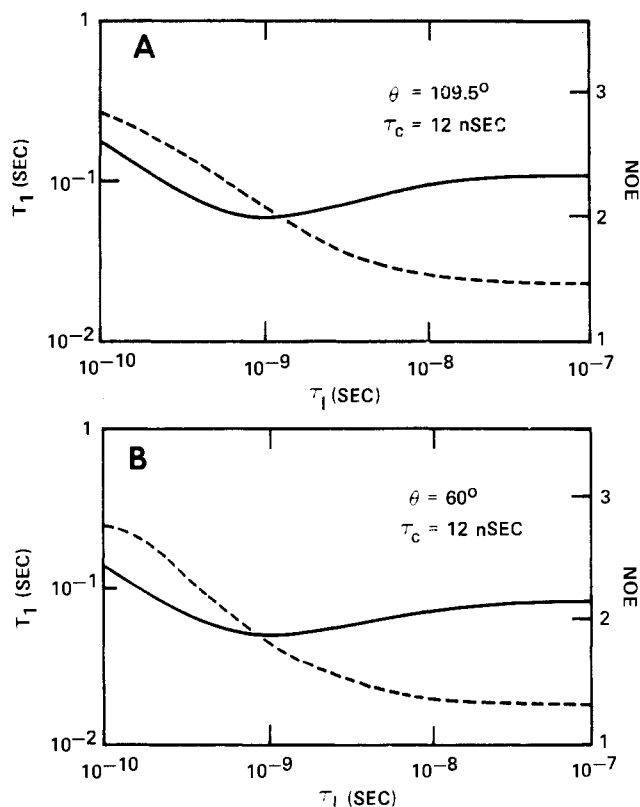 A
1
10⁻¹
10⁻²
T₁ (SEC)
θ = 109.5⁰
τc = 12 nSEC
3
2
1
NOE
10⁻¹⁰
10⁻⁹
10⁻⁸
10⁻⁷
τI (SEC)
B
1
10⁻¹
10⁻²
T₁ (SEC)
θ = 60⁰
τc = 12 nSEC
3
2
1
NOE
10⁻¹⁰
10⁻⁹
10⁻⁸
10⁻⁷
τI (SEC)